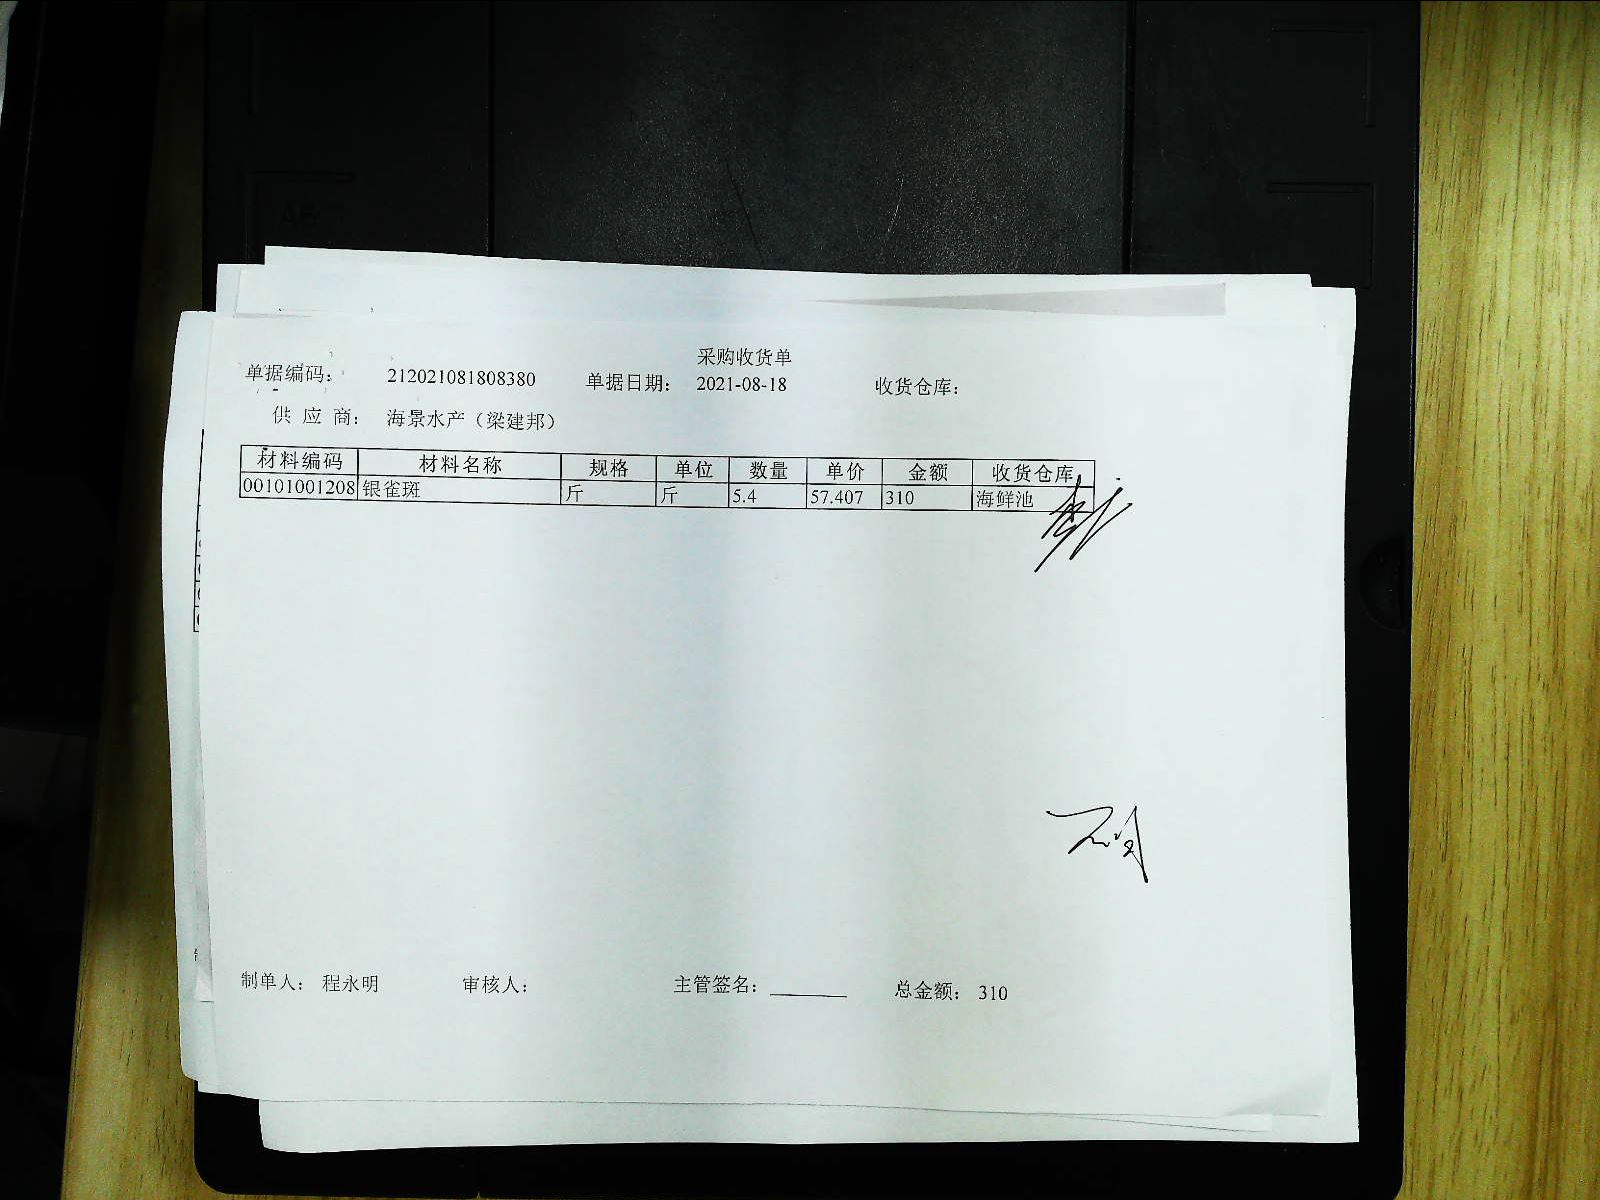 采购收货单
单据编码: 212021081808380 单据日期: 2021-08-18 收货仓库:
供 应 商: 海景水产（梁建邦）
材料编码 材料名称 规格 单位 数量 单价 金额 收货仓库
00101001208 银雀斑 斤 斤 5.4 57.407 310 海鲜池
制单人: 程永明 审核人: 主管签名: 总金额: 310